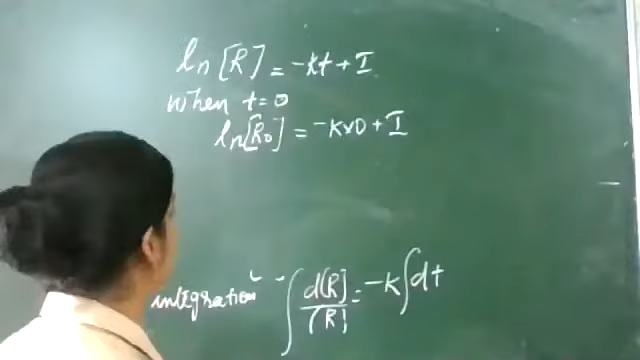 ln [R] = -kt + I
when t=0
ln[R₀] = -K×0 + I
integration ∫ d[R]/[R] = -K∫dt